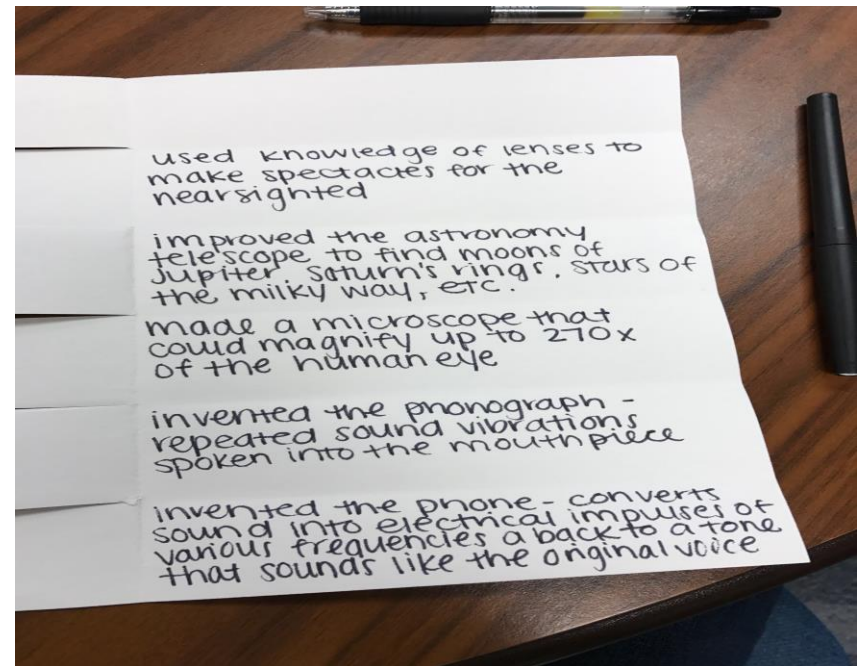 used knowledge of lenses to
make spectacles for the
nearsighted
improved the astronomy
telescope to find moons of
jupiter, saturn's rings, stars of
the milky way, etc.
made a microscope that
could magnify up to 270x
of the human eye
invented the phonograph -
repeated sound vibrations
spoken into the mouthpiece
invented the phone - converts
sound into electrical impulses of
various frequencies a back to a tone
that sounds like the original voice